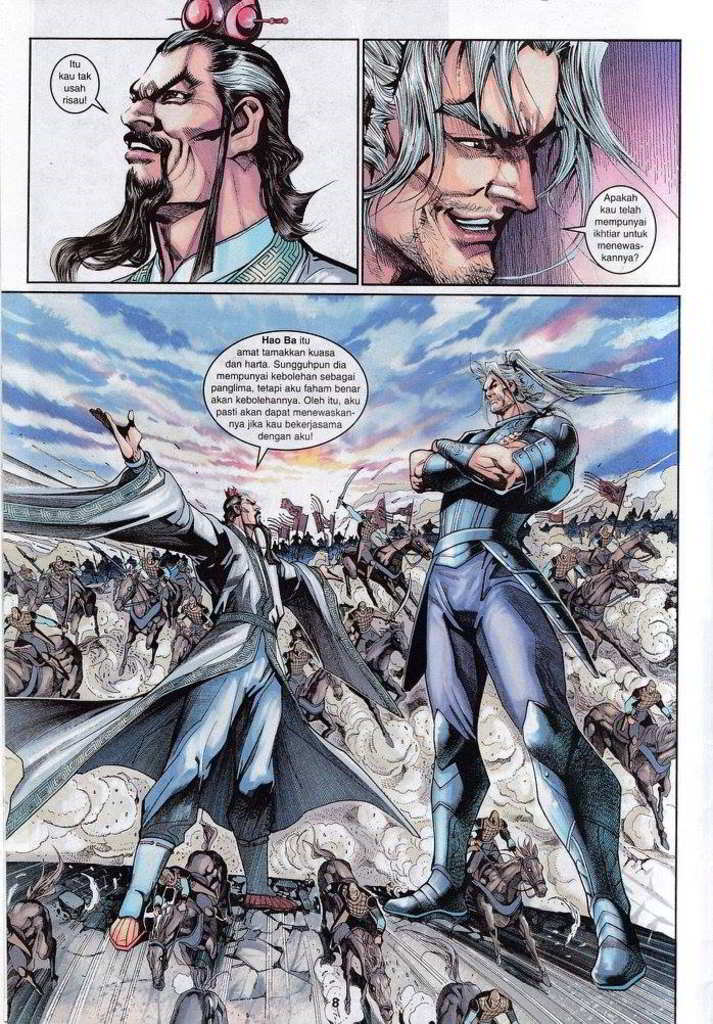 Itu
kau tak
usah
risau!
Apakah
kau telah
mempunyai
ikhtiar untuk
menewas-
kannya?
Hao Ba itu
amat tamakkan kuasa
dan harta. Sungguhpun dia
mempunyai kebolehan sebagai
panglima, tetapi aku faham benar
akan kebolehannya. Oleh itu, aku
pasti akan dapat menewaskan-
nya jika kau bekerjasama
dengan aku!
8